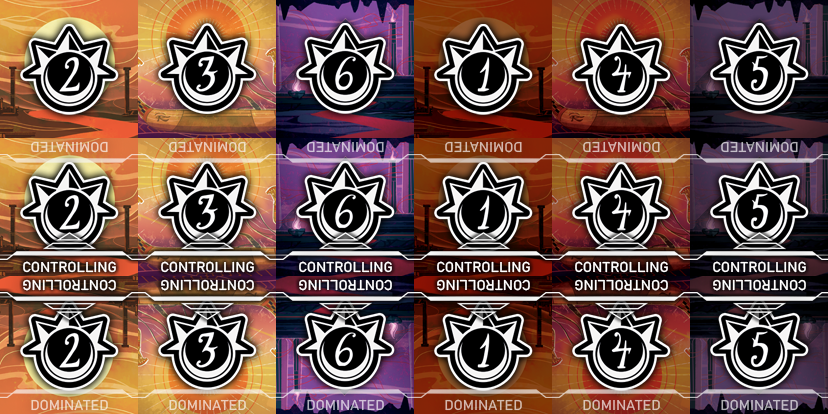 2 3 6 1 4 5
DOMINATED DOMINATED DOMINATED DOMINATED DOMINATED DOMINATED
2 3 6 1 4 5
CONTROLLING CONTROLLING CONTROLLING CONTROLLING CONTROLLING CONTROLLING
CONTROLLING CONTROLLING CONTROLLING CONTROLLING CONTROLLING CONTROLLING
2 3 6 1 4 5
DOMINATED DOMINATED DOMINATED DOMINATED DOMINATED DOMINATED